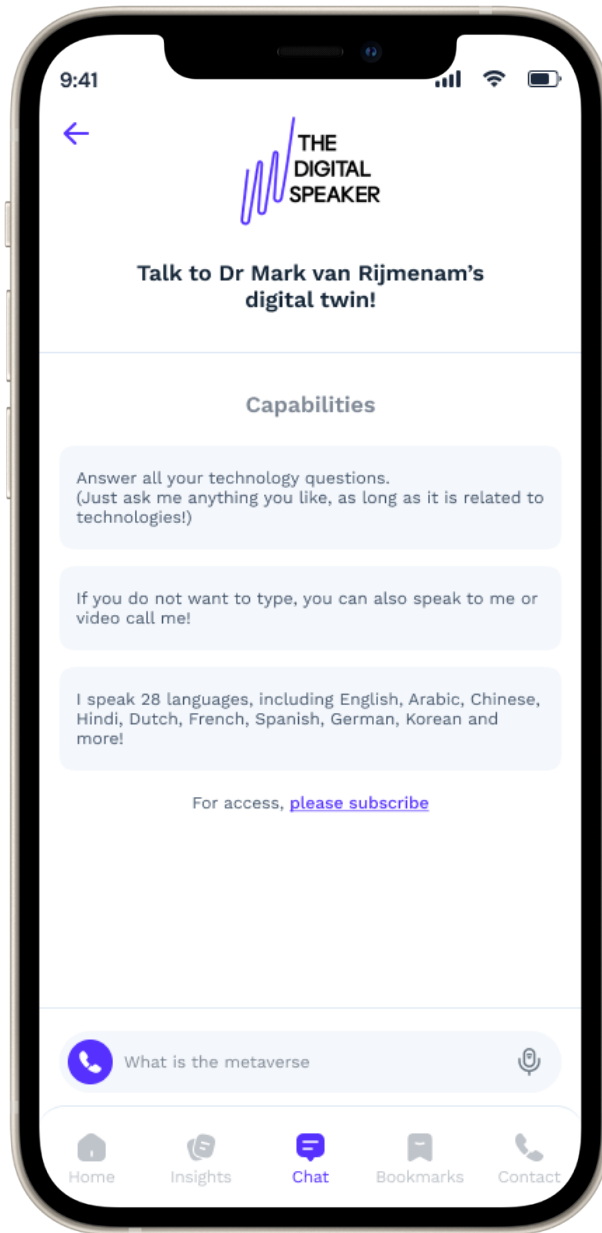 9:41
THE
DIGITAL
SPEAKER
Talk to Dr Mark van Rijmenam’s
digital twin!
Capabilities
Answer all your technology questions.
(Just ask me anything you like, as long as it is related to
technologies!)
If you do not want to type, you can also speak to me or
video call me!
I speak 28 languages, including English, Arabic, Chinese,
Hindi, Dutch, French, Spanish, German, Korean and
more!
For access, please subscribe
What is the metaverse
Home Insights Chat Bookmarks Contact